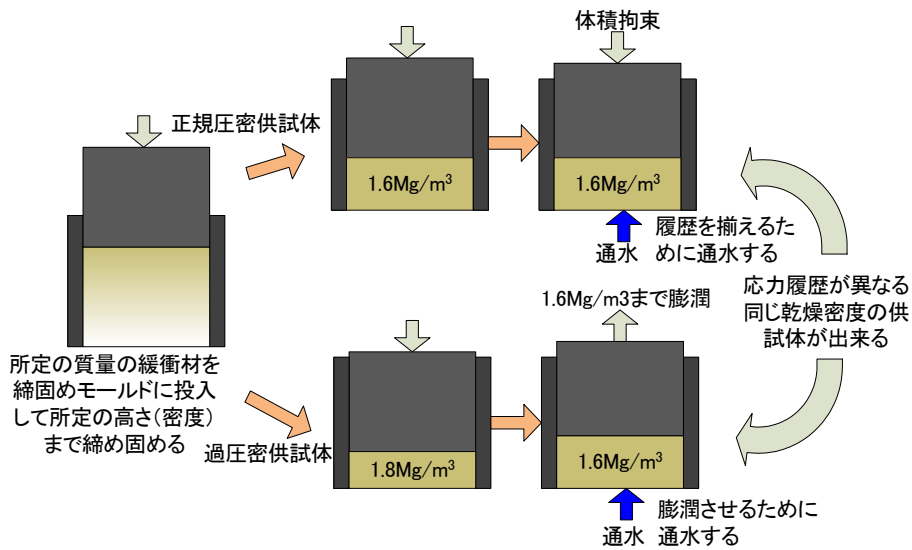 体積拘束
正規圧密供試体
1.6Mg/m³
1.6Mg/m³
通水
履歴を揃えるた
めに通水する
応力履歴が異なる
同じ乾燥密度の供
試体が出来る
1.6Mg/m3まで膨潤
所定の質量の緩衝材を
締固めモールドに投入
して所定の高さ(密度)
まで締め固める
過圧密供試体
1.8Mg/m³
1.6Mg/m³
通水
膨潤させるために
通水する